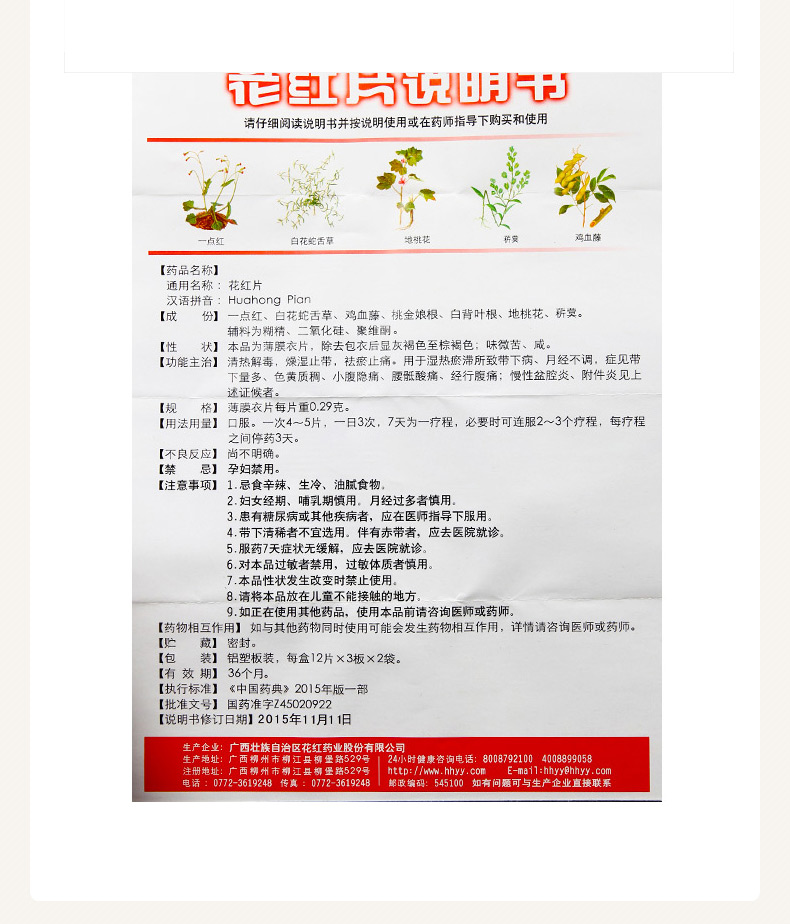 花红片说明书
请仔细阅读说明书并按说明使用或在药师指导下购买和使用
一点红 白花蛇舌草 地桃花 菥蓂 鸡血藤
【药品名称】
通用名称：花红片
汉语拼音：Huahong Pian
【成 份】一点红、白花蛇舌草、鸡血藤、桃金娘根、白背叶根、地桃花、菥蓂。
辅料为糊精、二氧化硅、聚维酮。
【性 状】本品为薄膜衣片，除去包衣后显灰褐色至棕褐色；味微苦、咸。
【功能主治】清热解毒，燥湿止带，祛瘀止痛。用于湿热瘀滞所致带下病、月经不调，症见带
下量多、色黄质稠、小腹隐痛、腰骶酸痛、经行腹痛；慢性盆腔炎、附件炎见上
述证候者。
【规 格】薄膜衣片每片重0.29克。
【用法用量】口服。一次4～5片，一日3次，7天为一疗程，必要时可连服2～3个疗程，每疗程
之间停药3天。
【不良反应】尚不明确。
【禁 忌】孕妇禁用。
【注意事项】1.忌食辛辣、生冷、油腻食物。
2.妇女经期、哺乳期慎用。月经过多者慎用。
3.患有糖尿病或其他疾病者，应在医师指导下服用。
4.带下清稀者不宜选用。伴有赤带者，应去医院就诊。
5.服药7天症状无缓解，应去医院就诊。
6.对本品过敏者禁用，过敏体质者慎用。
7.本品性状发生改变时禁止使用。
8.请将本品放在儿童不能接触的地方。
9.如正在使用其他药品，使用本品前请咨询医师或药师。
【药物相互作用】如与其他药物同时使用可能会发生药物相互作用，详情请咨询医师或药师。
【贮 藏】密封。
【包 装】铝塑板装，每盒12片×3板×2袋。
【有 效 期】36个月。
【执行标准】《中国药典》2015年版一部
【批准文号】国药准字Z45020922
【说明书修订日期】2015年11月11日
生产企业：广西壮族自治区花红药业股份有限公司
生产地址：广西柳州市柳江县柳堡路529号 24小时健康咨询电话：8008792100 4008899058
注册地址：广西柳州市柳江县柳堡路529号 http://www.hhyy.com E-mail:hhyy@hhyy.com
电话：0772-3619248 传真：0772-3619248 邮政编码：545100 如有问题可与生产企业直接联系